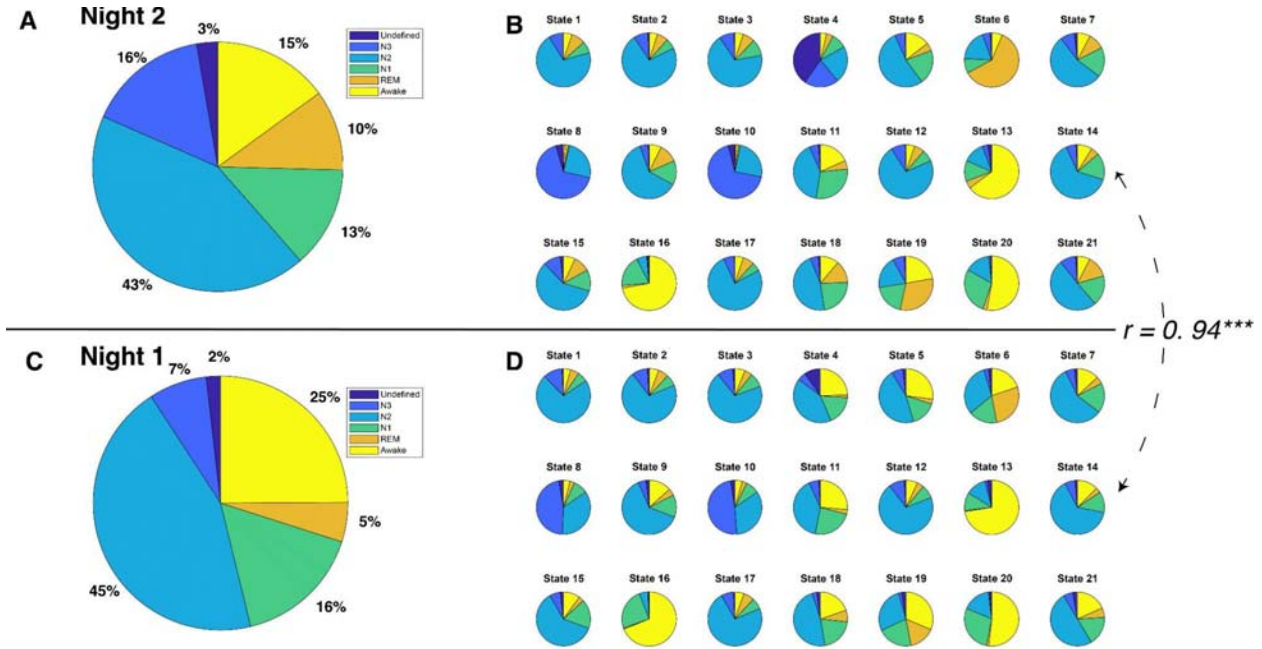 A Night 2
3%
15%
16%
10%
13%
43%
Undefined
N3
N2
N1
REM
Awake
B
State 1 State 2 State 3 State 4 State 5 State 6 State 7
State 8 State 9 State 10 State 11 State 12 State 13 State 14
State 15 State 16 State 17 State 18 State 19 State 20 State 21
r = 0. 94***
C Night 1
2%
7%
25%
5%
45%
16%
Undefined
N3
N2
N1
REM
Awake
D
State 1 State 2 State 3 State 4 State 5 State 6 State 7
State 8 State 9 State 10 State 11 State 12 State 13 State 14
State 15 State 16 State 17 State 18 State 19 State 20 State 21